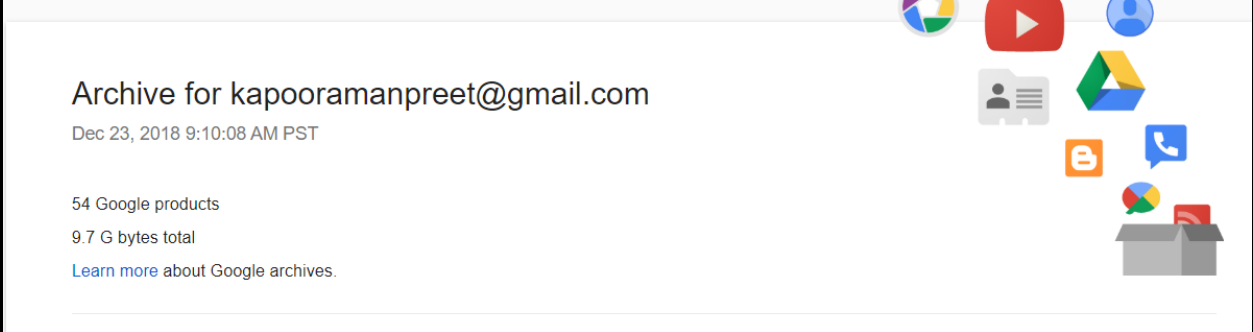 Archive for kapooramanpreet@gmail.com
Dec 23, 2018 9:10:08 AM PST
54 Google products
9.7 G bytes total
Learn more about Google archives.